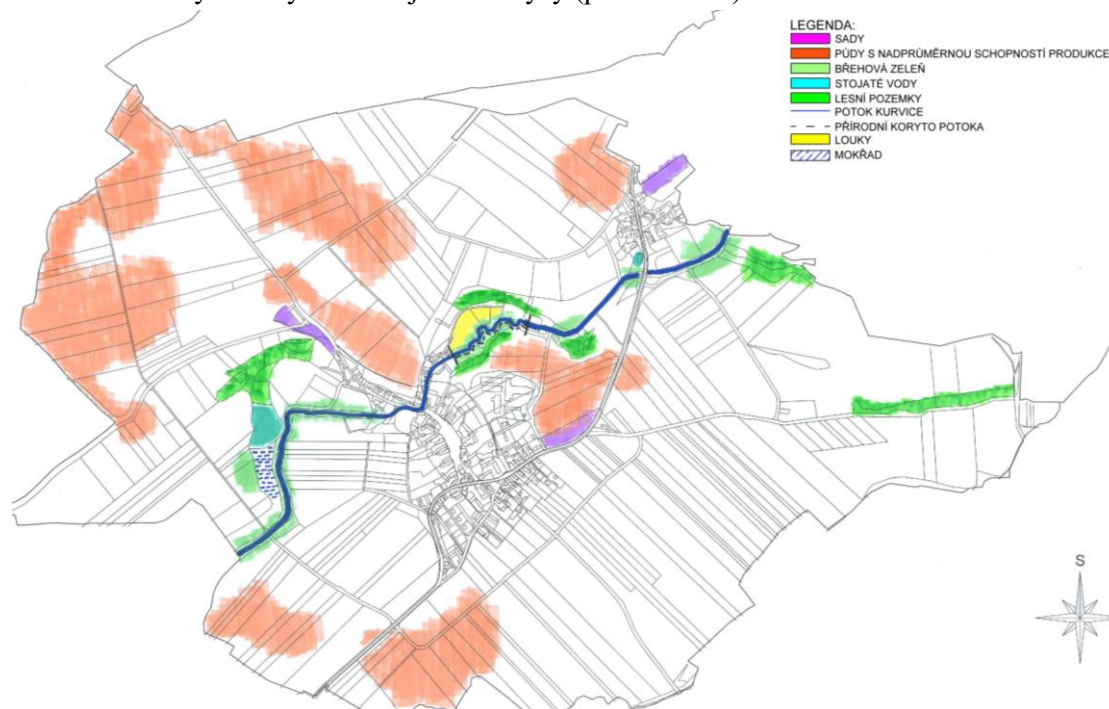 LEGENDA:
SADY
PŮDY S NADPRŮMĚRNOU SCHOPNOSTÍ PRODUKCE
BŘEHOVÁ ZELEŇ
STOJATÉ VODY
LESNÍ POZEMKY
POTOK KURVICE
PŘÍRODNÍ KORYTO POTOKA
LOUKY
MOKŘAD
S